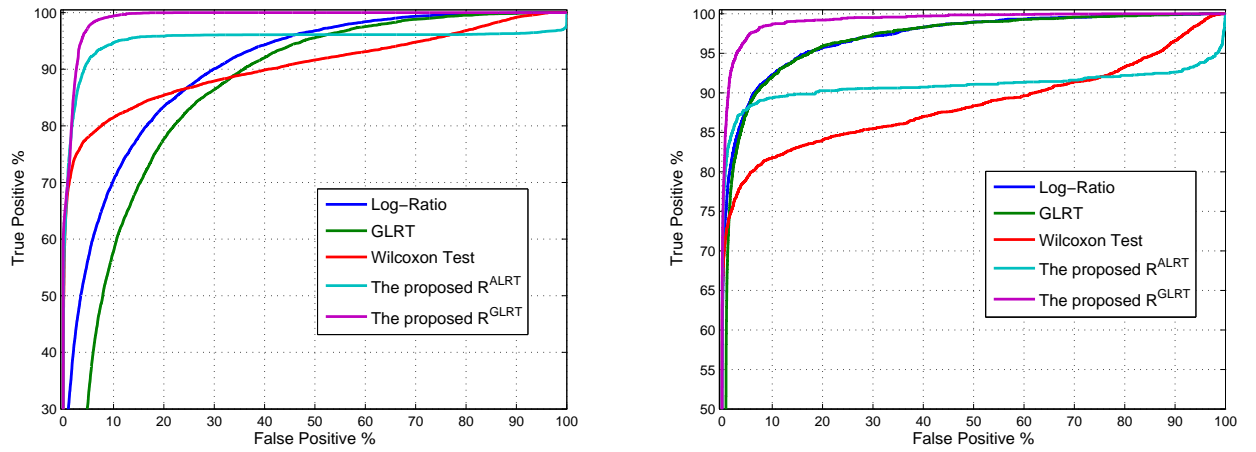 100
90
80
70
60
50
40
30
True Positive %
0 10 20 30 40 50 60 70 80 90 100
False Positive %
Log−Ratio
GLRT
Wilcoxon Test
The proposed R^ALRT
The proposed R^GLRT
100
95
90
85
80
75
70
65
60
55
50
True Positive %
0 10 20 30 40 50 60 70 80 90 100
False Positive %
Log−Ratio
GLRT
Wilcoxon Test
The proposed R^ALRT
The proposed R^GLRT